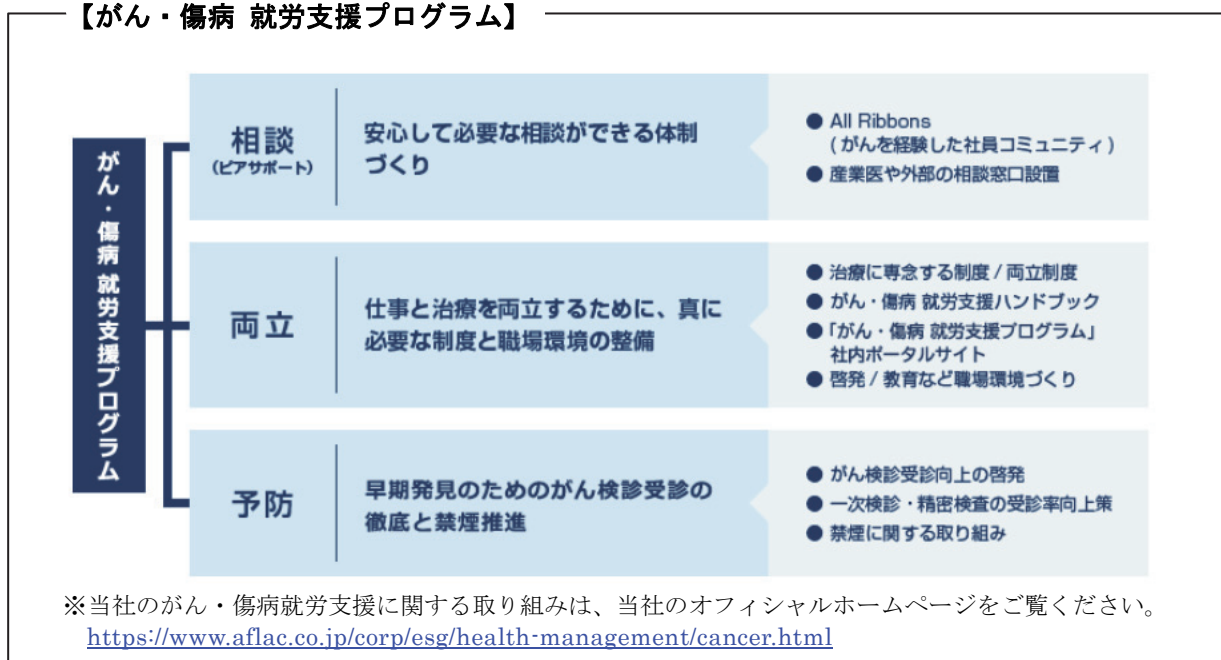 【がん・傷病 就労支援プログラム】
がん・傷病 就労支援プログラム
相談
(ピアサポート)
安心して必要な相談ができる体制
づくり
● All Ribbons
(がんを経験した社員コミュニティ)
● 産業医や外部の相談窓口設置
両立
仕事と治療を両立するために、真に
必要な制度と職場環境の整備
● 治療に専念する制度 / 両立制度
● がん・傷病 就労支援ハンドブック
● 「がん・傷病 就労支援プログラム」
社内ポータルサイト
● 啓発 / 教育など職場環境づくり
予防
早期発見のためのがん検診受診の
徹底と禁煙推進
● がん検診受診向上の啓発
● 一次検診・精密検査の受診率向上策
● 禁煙に関する取り組み
※当社のがん・傷病就労支援に関する取り組みは、当社のオフィシャルホームページをご覧ください。
https://www.aflac.co.jp/corp/esg/health-management/cancer.html